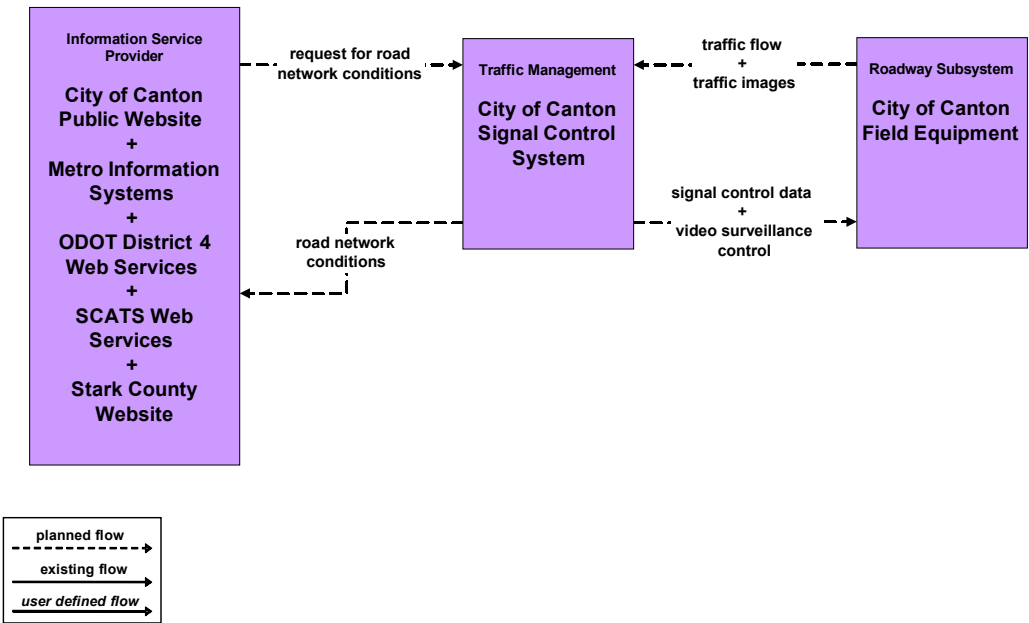 Information Service
Provider
City of Canton
Public Website
+
Metro Information
Systems
+
ODOT District 4
Web Services
+
SCATS Web
Services
+
Stark County
Website
request for road
network conditions
road network
conditions
Traffic Management
City of Canton
Signal Control
System
traffic flow
+
traffic images
signal control data
+
video surveillance
control
Roadway Subsystem
City of Canton
Field Equipment
planned flow
existing flow
user defined flow